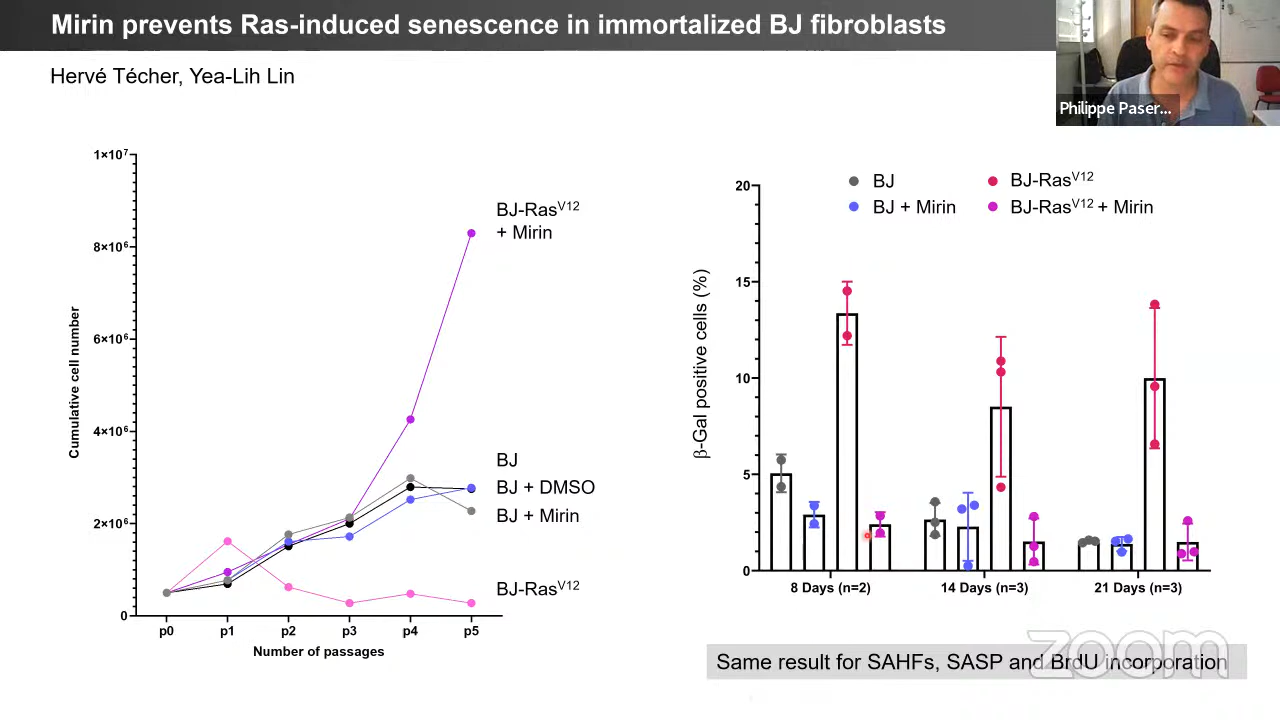 Mirin prevents Ras-induced senescence in immortalized BJ fibroblasts
Hervé Técher, Yea-Lih Lin
Philippe Paser...
1×10⁷
8×10⁶
6×10⁶
4×10⁶
2×10⁶
0
Cumulative cell number
p0 p1 p2 p3 p4 p5
Number of passages
BJ-Rasⱽ¹²
+ Mirin
BJ
BJ + DMSO
BJ + Mirin
BJ-Rasⱽ¹²
BJ
BJ-Rasⱽ¹²
BJ + Mirin
BJ-Rasⱽ¹² + Mirin
20
15
10
5
0
β-Gal positive cells (%)
8 Days (n=2) 14 Days (n=3) 21 Days (n=3)
Same result for SAHFs, SASP and BrdU incorporation
zoom